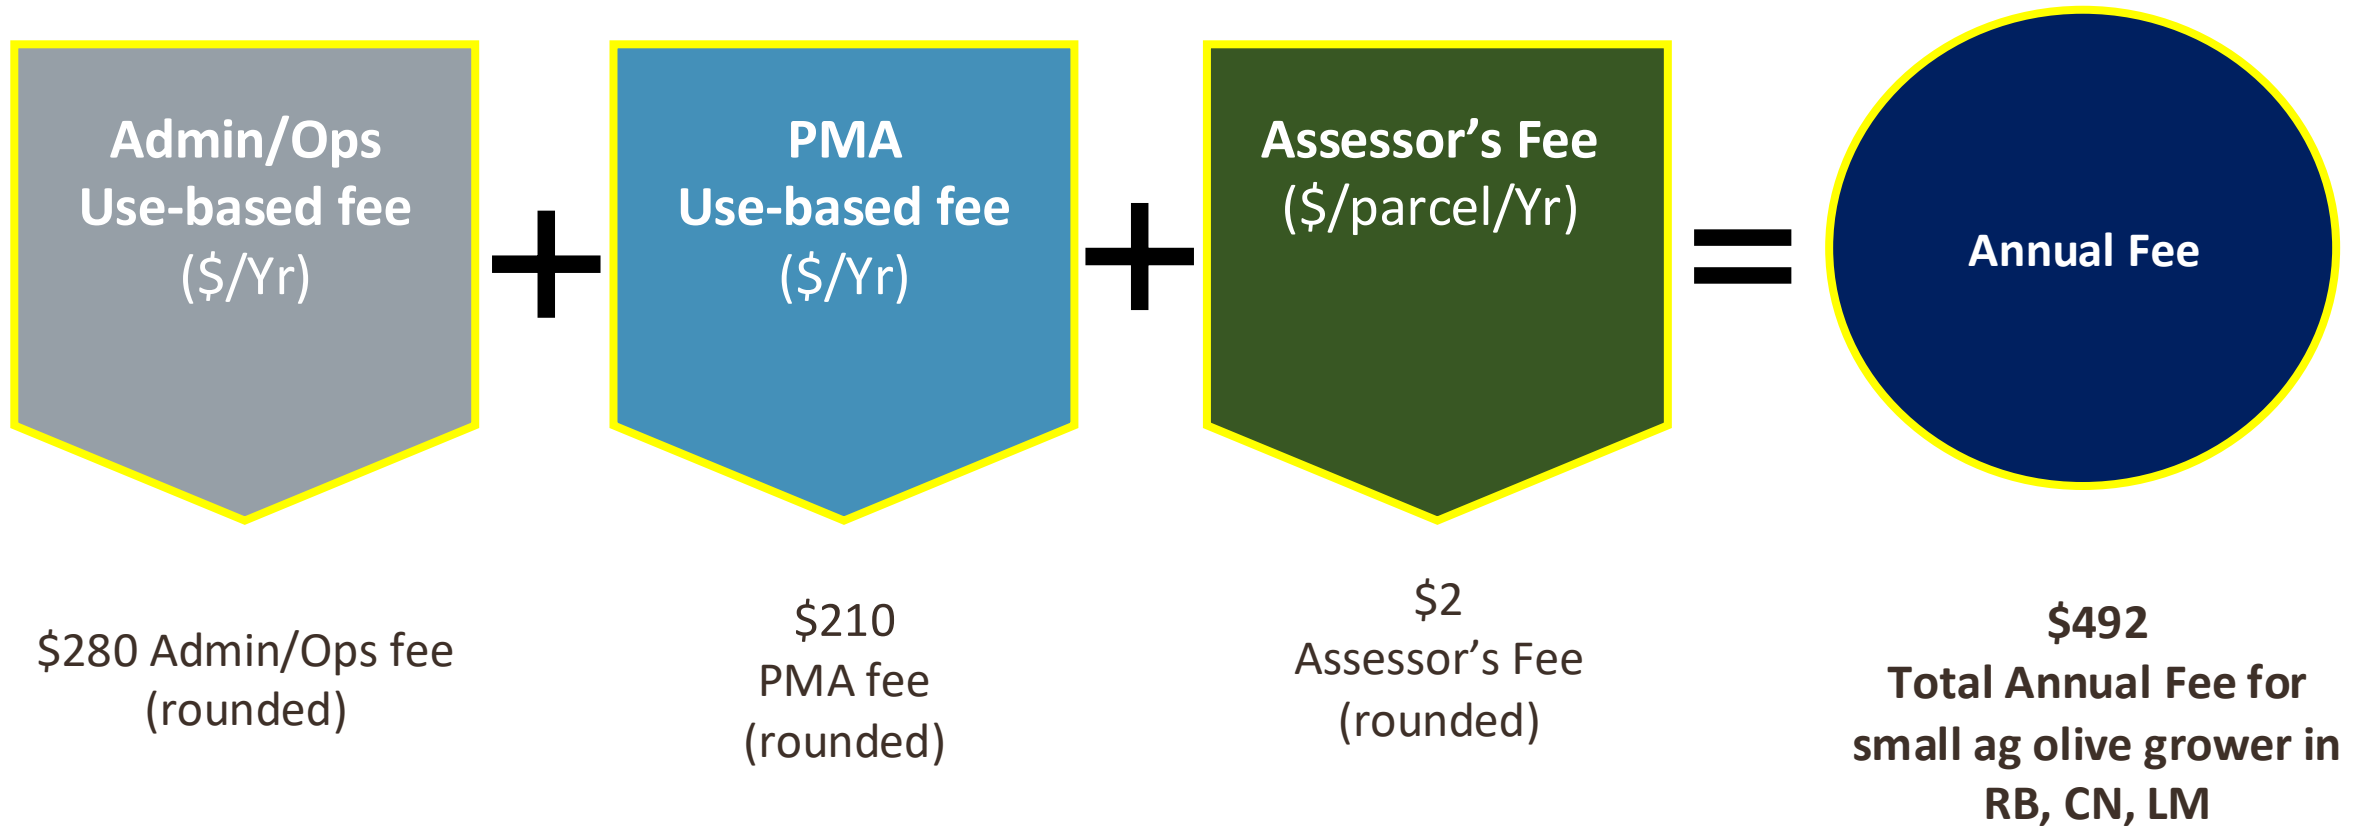 Admin/Ops
Use-based fee
($/Yr)
+
PMA
Use-based fee
($/Yr)
+
Assessor’s Fee
($/parcel/Yr)
=
Annual Fee
$280 Admin/Ops fee
(rounded)
$210
PMA fee
(rounded)
$2
Assessor’s Fee
(rounded)
$492
Total Annual Fee for
small ag olive grower in
RB, CN, LM